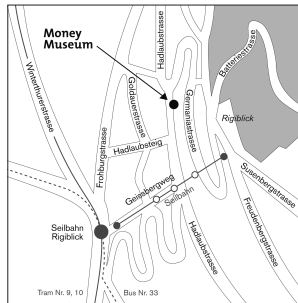 Money
Museum
Hadlaubstrasse
Batteriestrasse
Winterthurerstrasse
Goldauerstrasse
Germaniastrasse
Rigiblick
Hadlaubsteig
Frohburgstrasse
Geissbergweg
Seilbahn
Susenbergstrasse
Freudenbergstrasse
Seilbahn
Rigiblick
Hadlaubstrasse
Tram Nr. 9, 10
Bus Nr. 33